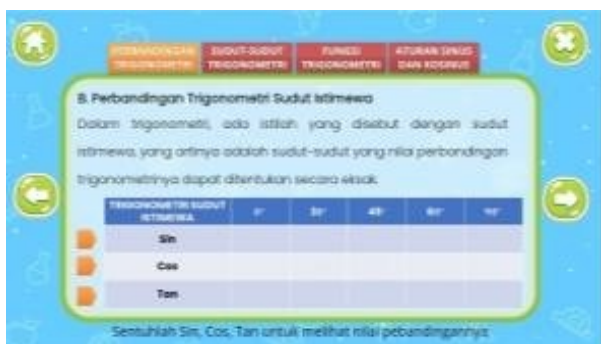 PERBANDINGAN
TRIGONOMETRI
SUDUT-SUDUT
TRIGONOMETRI
FUNGSI
TRIGONOMETRI
ATURAN SINUS
DAN KOSINUS
B. Perbandingan Trigonometri Sudut Istimewa
Dalam trigonometri, ada istilah yang disebut dengan sudut
istimewa, yang artinya adalah sudut-sudut yang nilai perbandingan
trigonometrinya dapat ditentukan secara eksak.
TRIGONOMETRI SUDUT
ISTIMEWA
0° 30° 45° 60° 90°
Sin
Cos
Tan
Sentuhlah Sin, Cos, Tan untuk melihat nilai pebandingannya